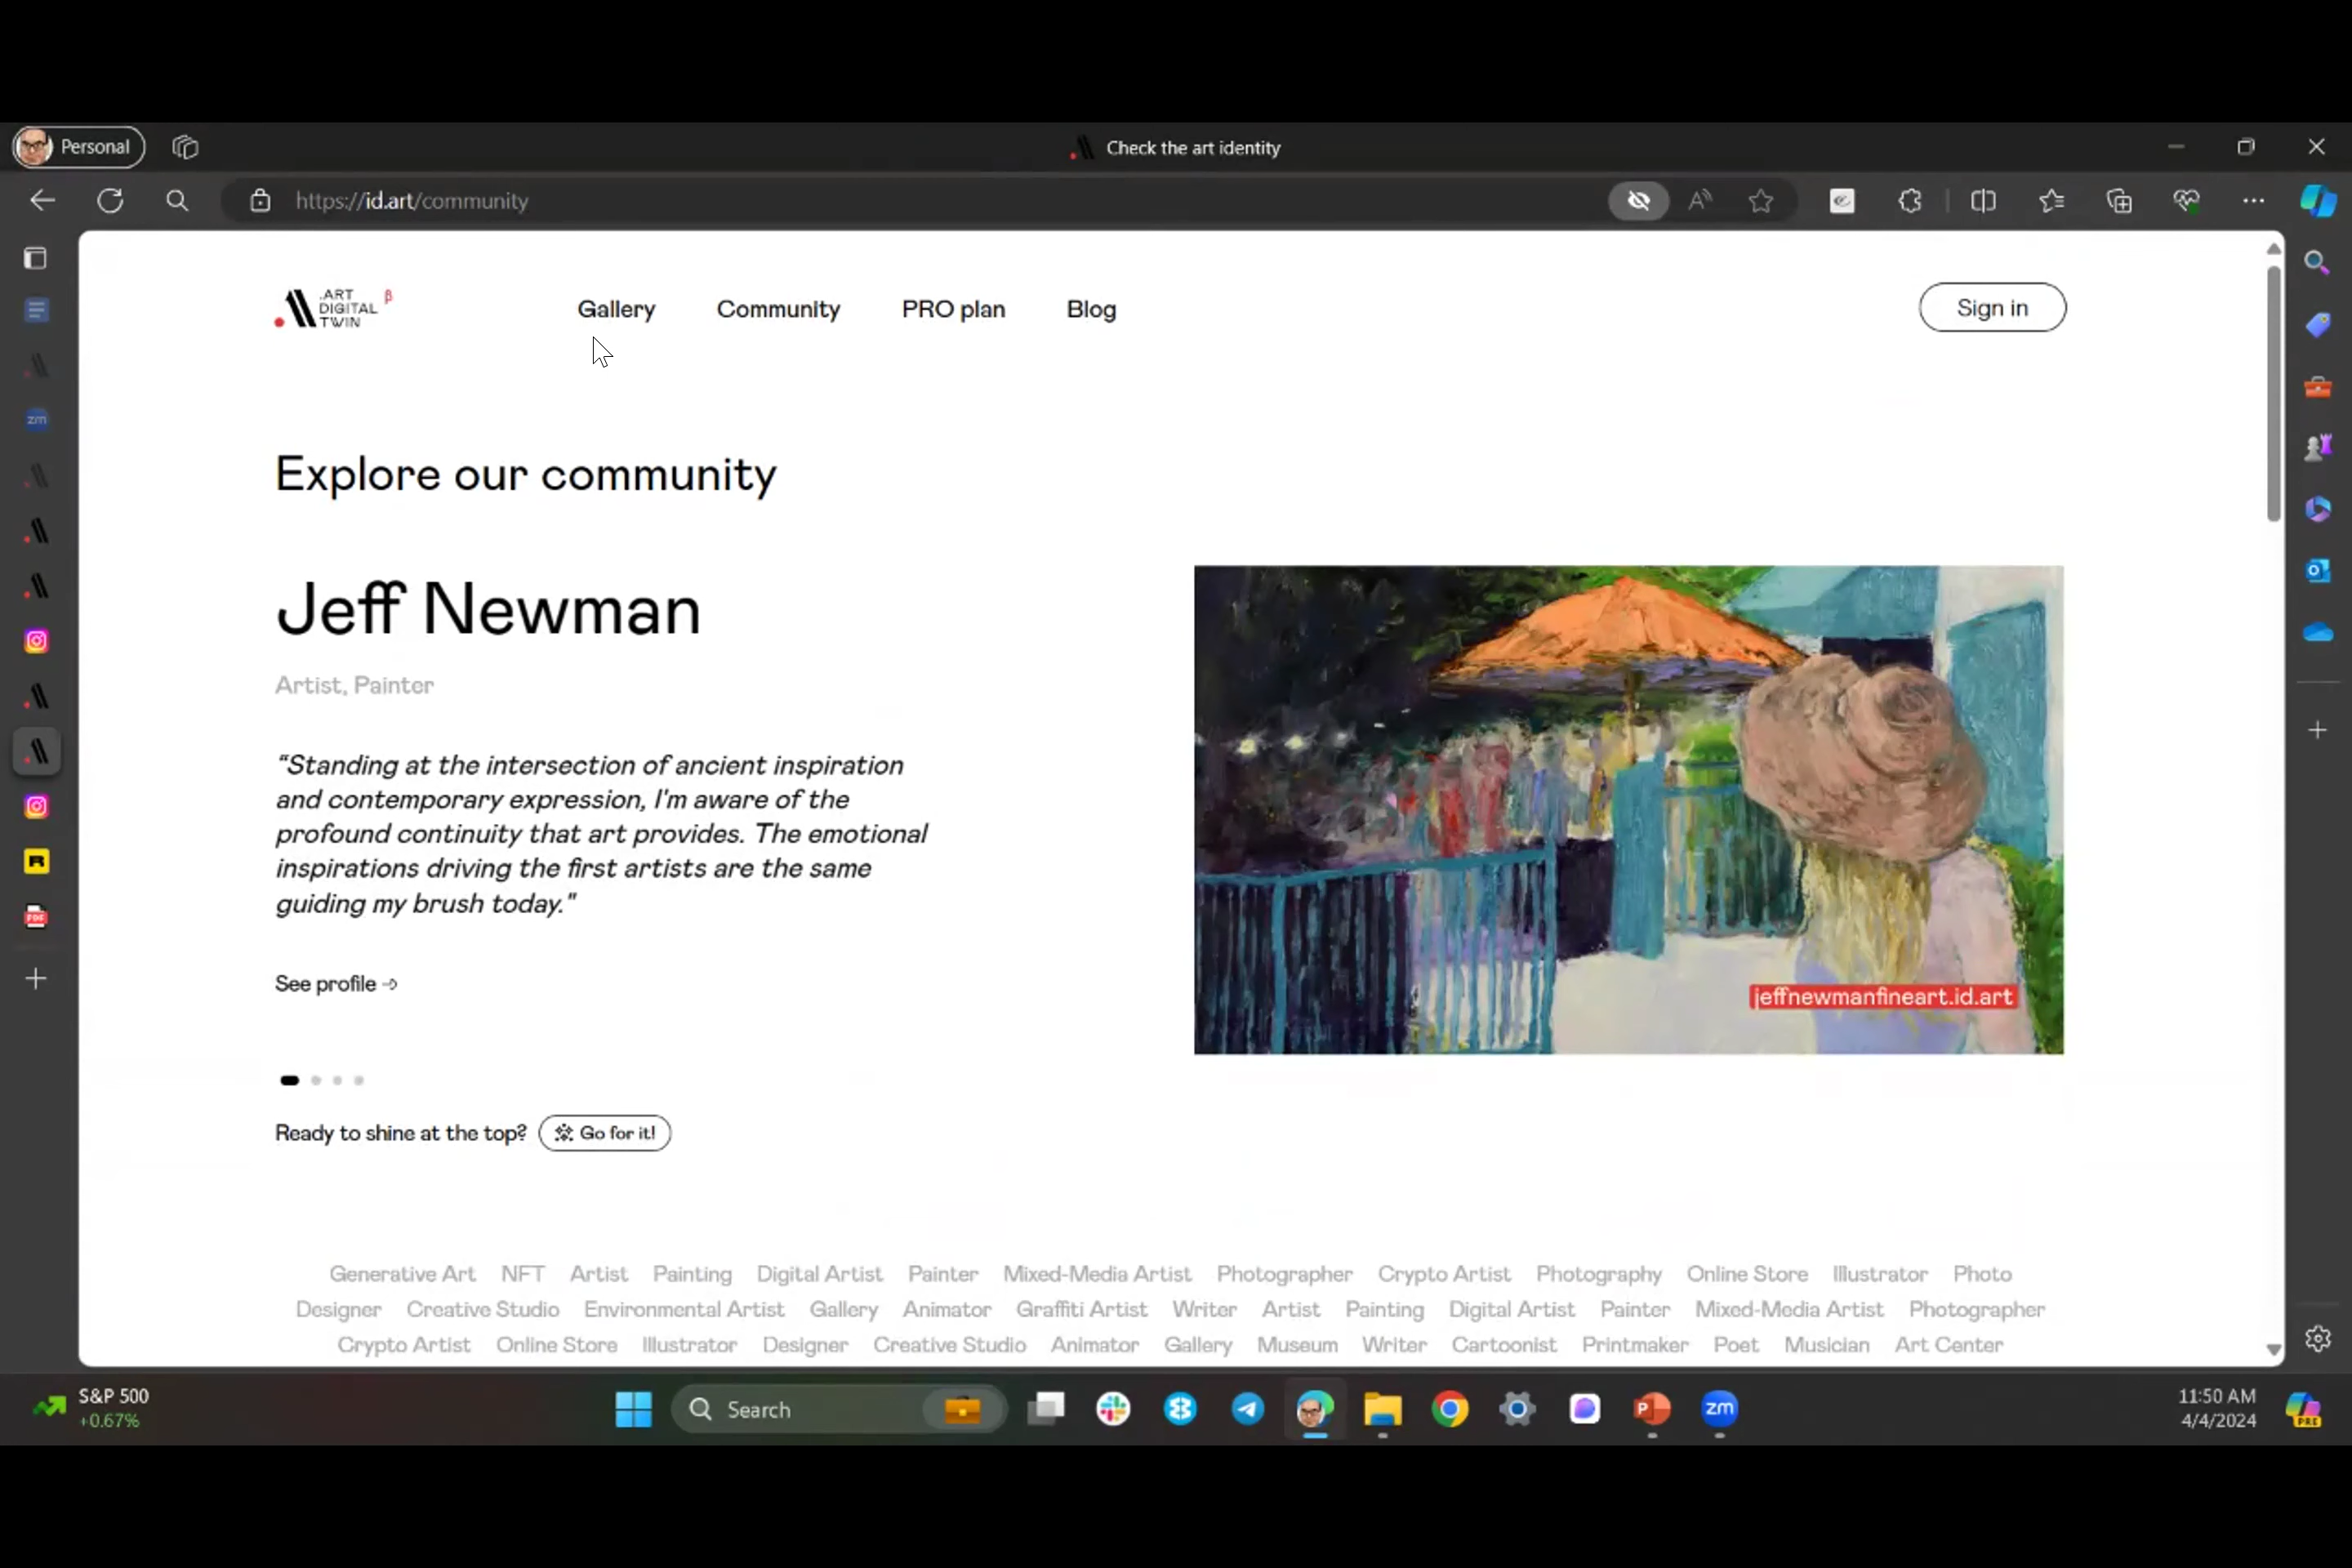 Personal
Check the art identity
https://id.art/community
zm
.ART
DIGITAL
TWIN
β
Gallery
Community
PRO plan
Blog
Sign in
Explore our community
Jeff Newman
Artist, Painter
“Standing at the intersection of ancient inspiration
and contemporary expression, I'm aware of the
profound continuity that art provides. The emotional
inspirations driving the first artists are the same
guiding my brush today."
See profile
jeffnewmanfineart.id.art
PDF
Ready to shine at the top?
Go for it!
Generative Art NFT Artist Painting Digital Artist Painter Mixed-Media Artist Photographer Crypto Artist Photography Online Store Illustrator Photo
Designer Creative Studio Environmental Artist Gallery Animator Graffiti Artist Writer Artist Painting Digital Artist Painter Mixed-Media Artist Photographer
Crypto Artist Online Store Illustrator Designer Creative Studio Animator Gallery Museum Writer Cartoonist Printmaker Poet Musician Art Center
S&P 500
+0.67%
Search
zm
11:50 AM
4/4/2024
PRE